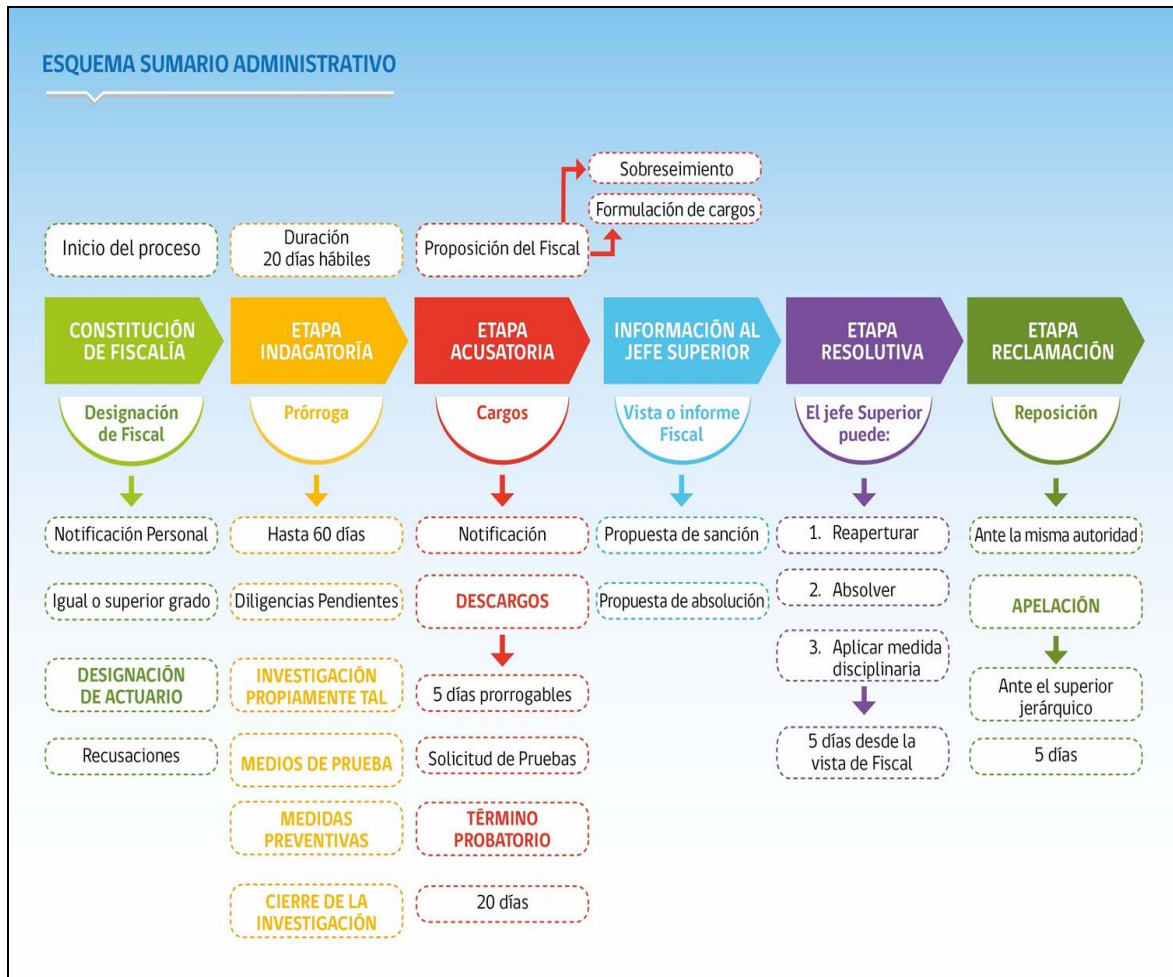 ESQUEMA SUMARIO ADMINISTRATIVO
Sobreseimiento
Formulación de cargos
Inicio del proceso
Duración
20 días hábiles
Proposición del Fiscal
CONSTITUCIÓN
DE FISCALÍA
ETAPA
INDAGATORÍA
ETAPA
ACUSATORIA
INFORMACIÓN AL
JEFE SUPERIOR
ETAPA
RESOLUTIVA
ETAPA
RECLAMACIÓN
Designación
de Fiscal
Prórroga
Cargos
Vista o informe
Fiscal
El jefe Superior
puede:
Reposición
Notificación Personal
Igual o superior grado
DESIGNACIÓN
DE ACTUARIO
Recusaciones
Hasta 60 días
Diligencias Pendientes
INVESTIGACIÓN
PROPIAMENTE TAL
MEDIOS DE PRUEBA
MEDIDAS
PREVENTIVAS
CIERRE DE LA
INVESTIGACIÓN
Notificación
DESCARGOS
5 días prorrogables
Solicitud de Pruebas
TÉRMINO
PROBATORIO
20 días
Propuesta de sanción
Propuesta de absolución
1. Reaperturar
2. Absolver
3. Aplicar medida
disciplinaria
5 días desde la
vista de Fiscal
Ante la misma autoridad
APELACIÓN
Ante el superior
jerárquico
5 días